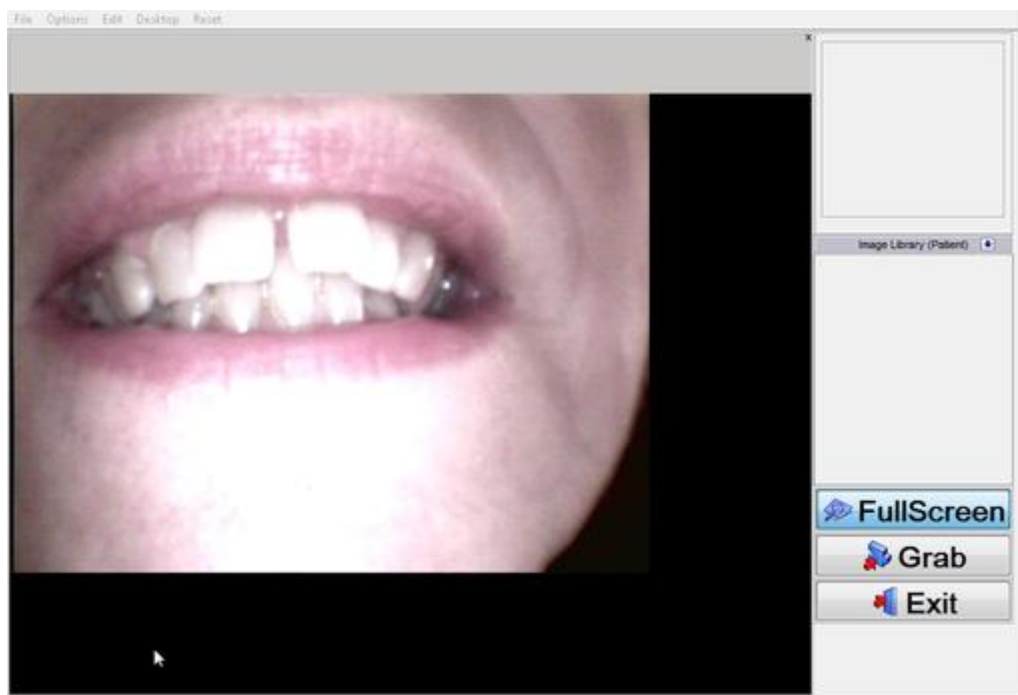 File Options Edit Desktop Reset
x
Image Library (Patient)
FullScreen
Grab
Exit